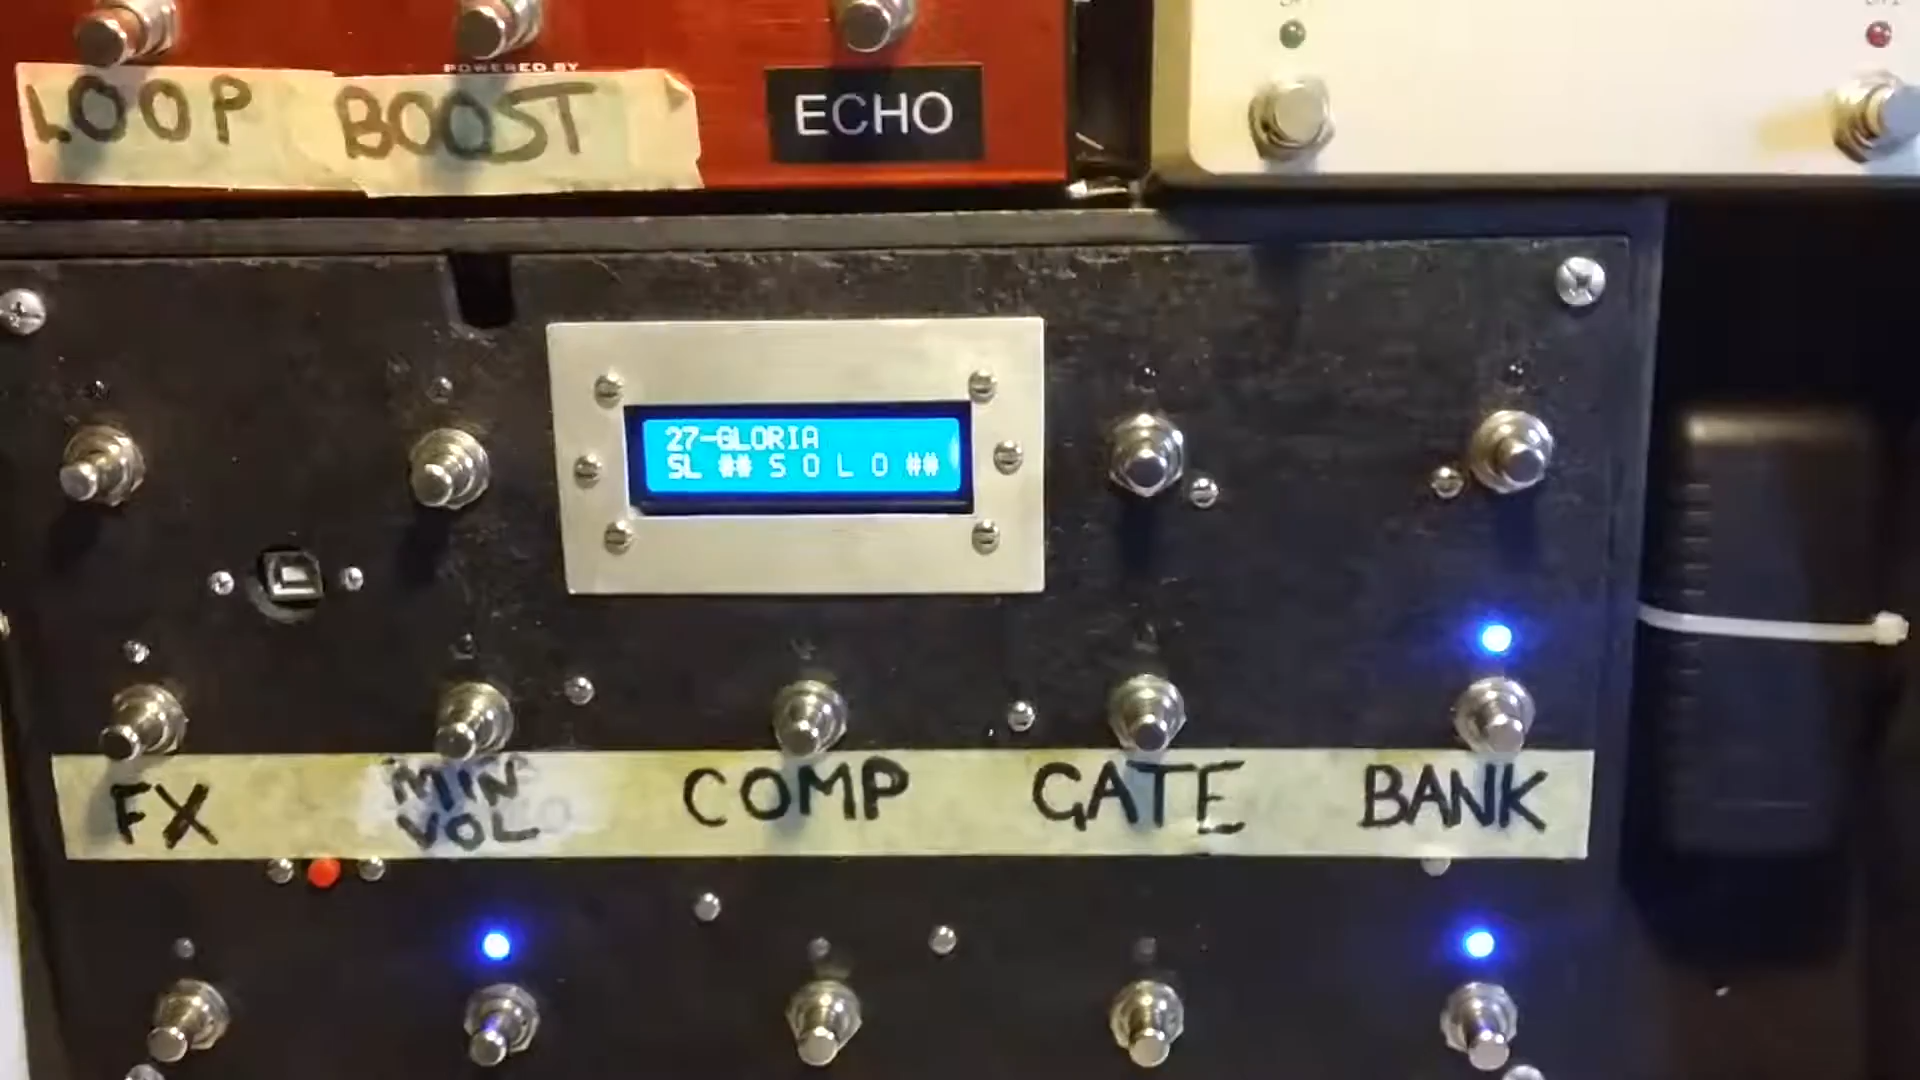 POWERED BY
LOOP BOOST ECHO
27-GLORIA
SL ## S O L O ##
FX MIN VOL COMP GATE BANK